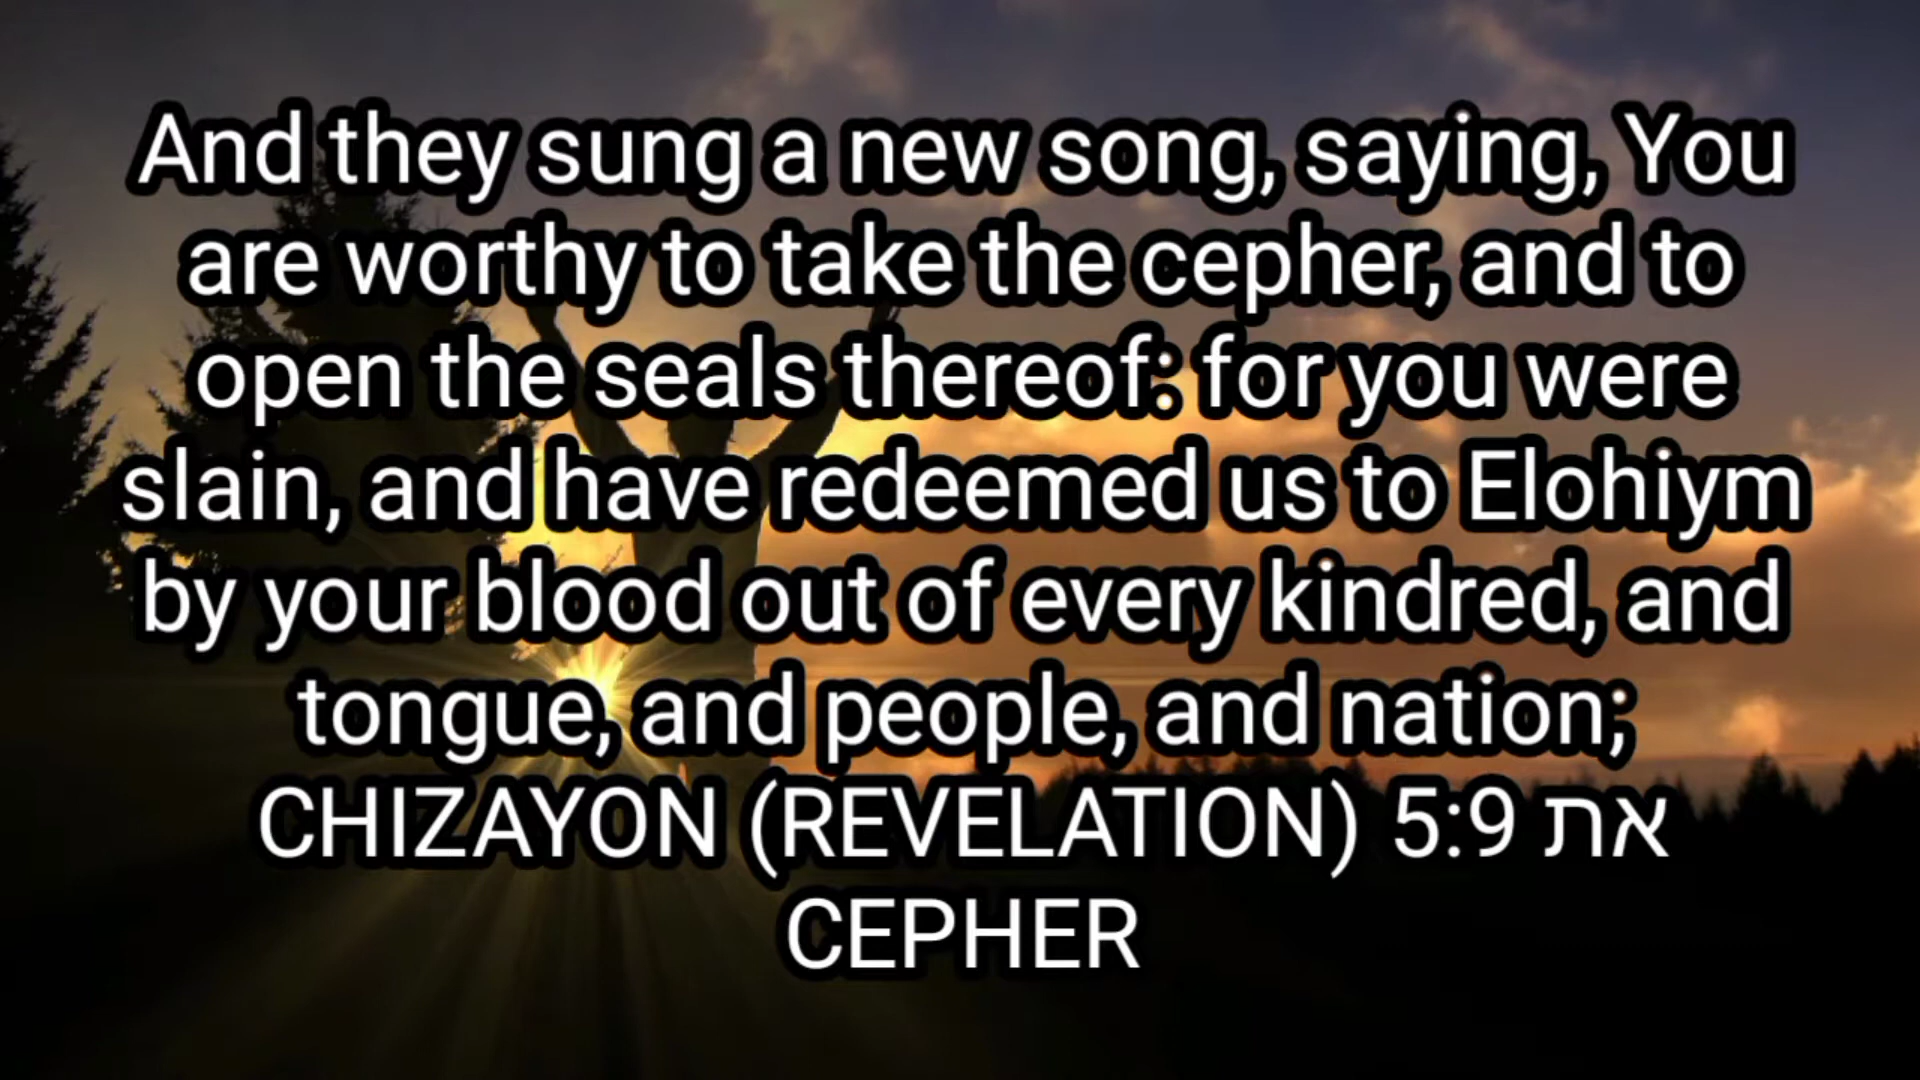 And they sung a new song, saying, You
are worthy to take the cepher, and to
open the seals thereof: for you were
slain, and have redeemed us to Elohiym
by your blood out of every kindred, and
tongue, and people, and nation;
CHIZAYON (REVELATION) 5:9 את
CEPHER